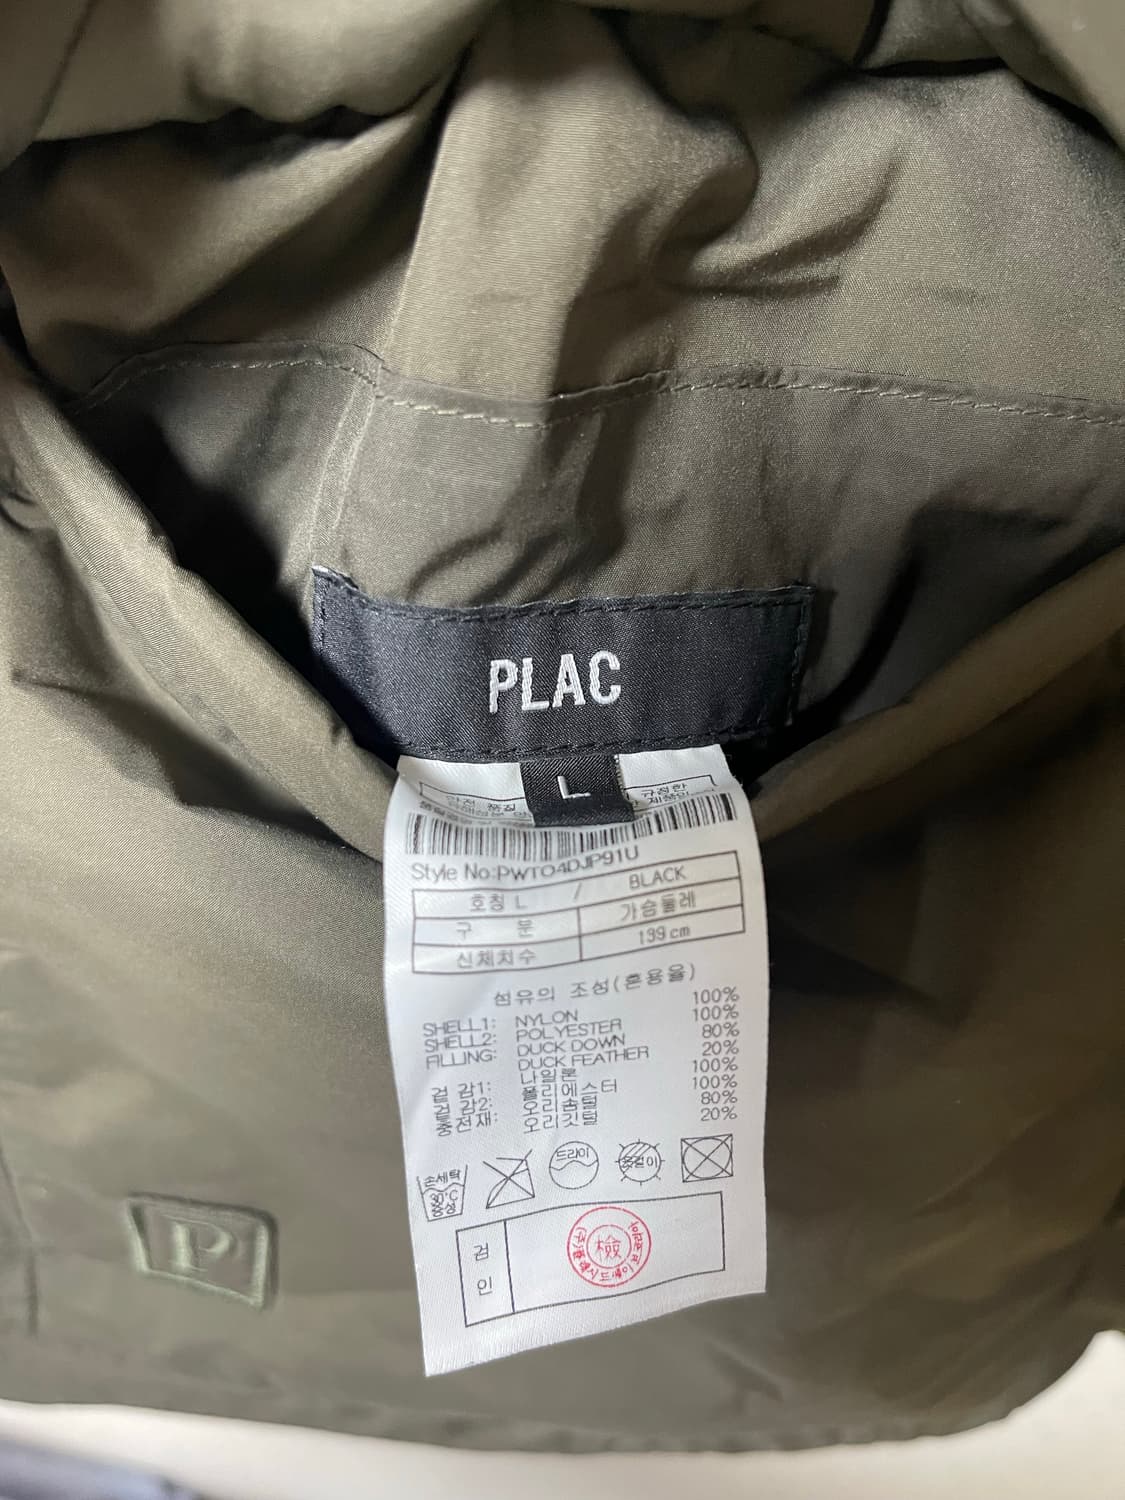 PLAC
L
Style No:PWTO4DJP91U
호칭 L / BLACK
구 분 가슴둘레
신체치수 139 cm
섬유의 조성(혼용율)
SHELL1: NYLON 100%
SHELL2: POLYESTER 100%
FILLING: DUCK DOWN 80%
DUCK FEATHER 20%
겉 감1: 나일론 100%
겉 감2: 폴리에스터 100%
충전재: 오리솜털 80%
오리깃털 20%
손세탁 30℃ 중성
드라이
옷걸이
검인
檢
P